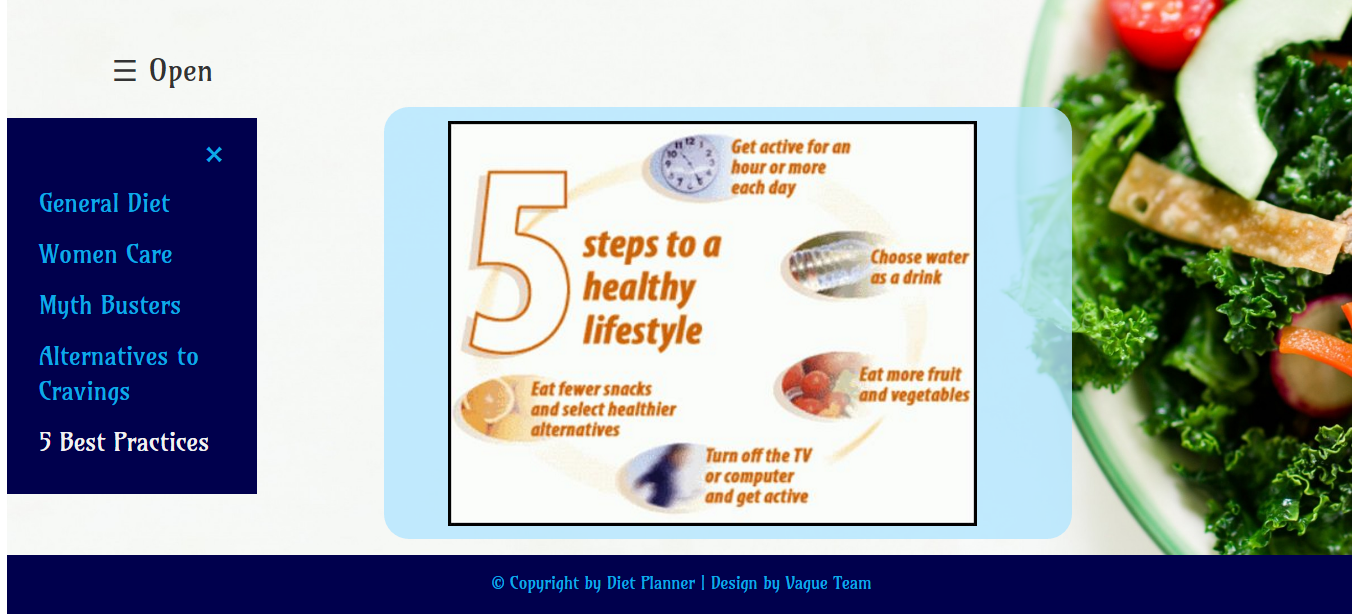 ☰ Open
×
General Diet
Women Care
Myth Busters
Alternatives to
Cravings
5 Best Practices
5
steps to a
healthy
lifestyle
Get active for an
hour or more
each day
Choose water
as a drink
Eat more fruit
and vegetables
Turn off the TV
or computer
and get active
Eat fewer snacks
and select healthier
alternatives
© Copyright by Diet Planner | Design by Vague Team